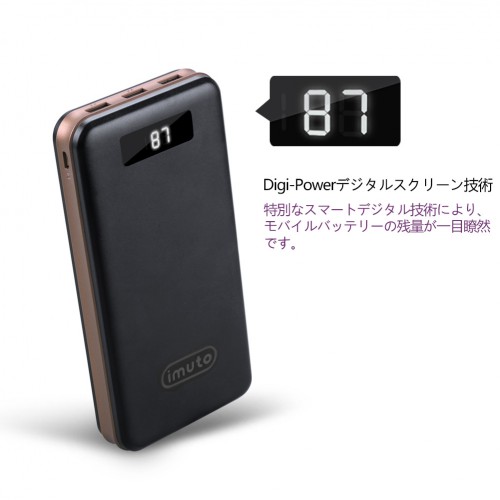 87
87
imuto
Digi-Powerデジタルスクリーン技術
特別なスマートデジタル技術により、
モバイルバッテリーの残量が一目瞭然
です。